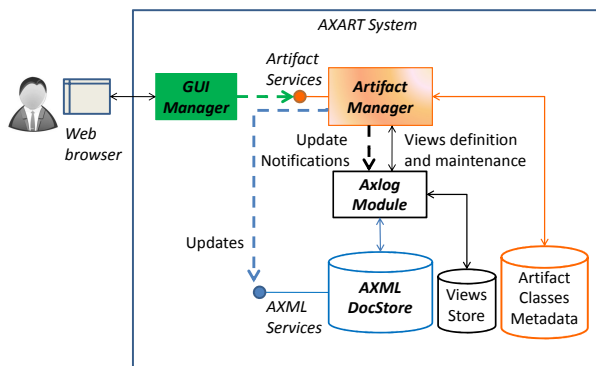 AXART System
Artifact
Services
GUI
Manager
Artifact
Manager
Web
browser
Update
Notifications
Views definition
and maintenance
Axlog
Module
Updates
AXML
DocStore
AXML
Services
Views
Store
Artifact
Classes
Metadata